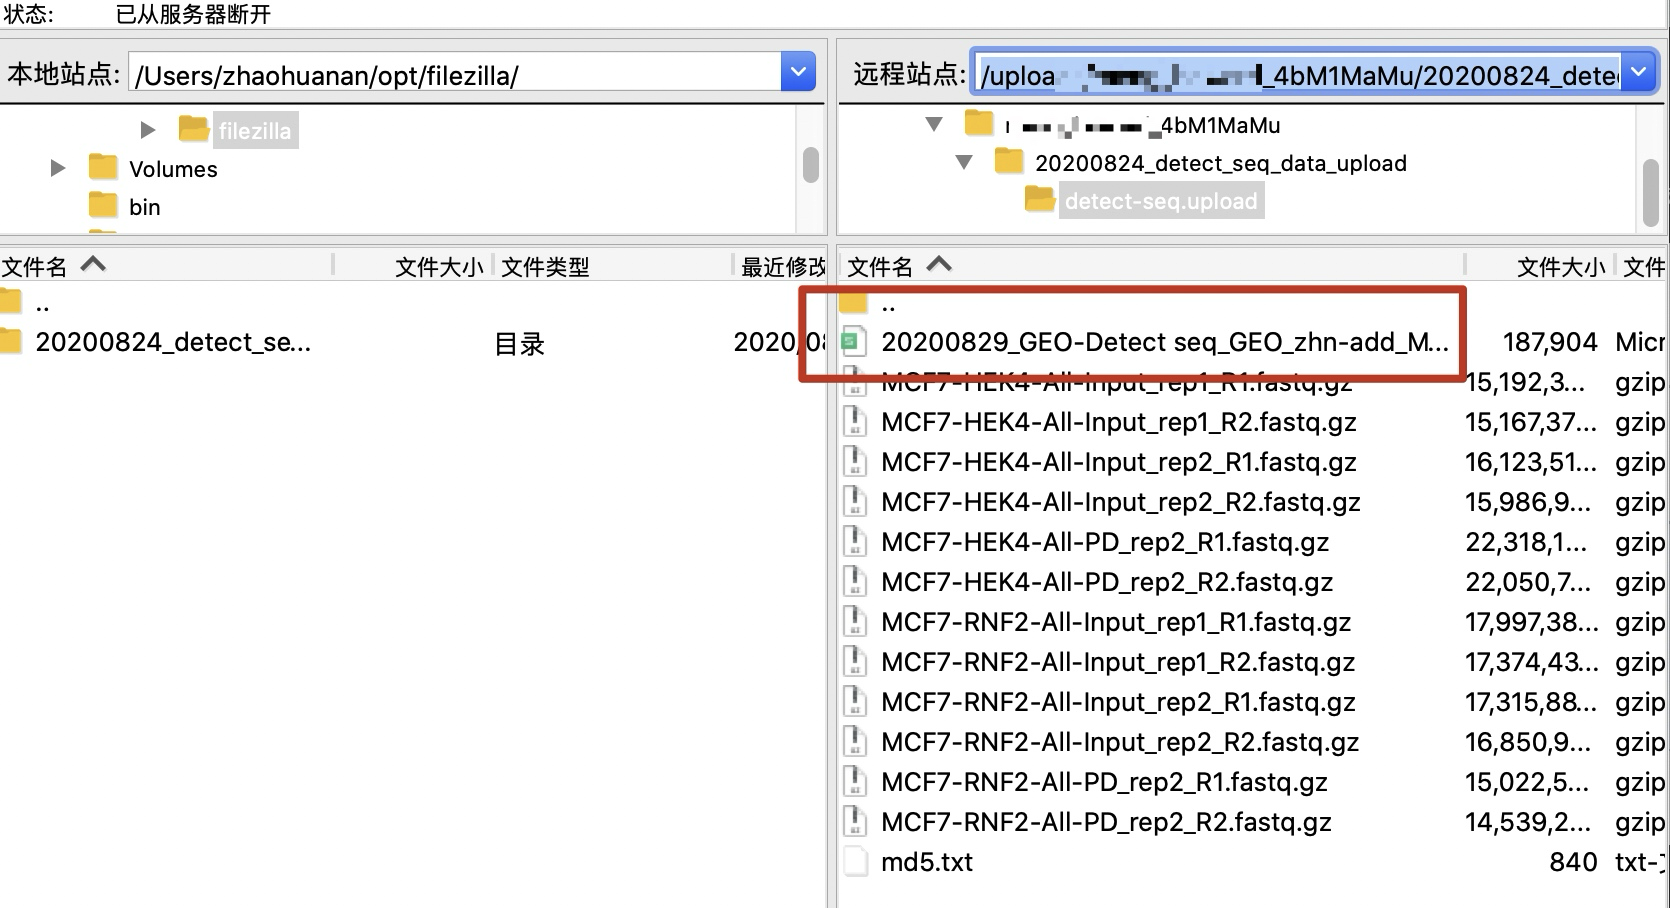 状态: 已从服务器断开
本地站点: /Users/zhaohuanan/opt/filezilla/
filezilla
Volumes
bin
文件名 文件大小 文件类型 最近修改
..
20200824_detect_se... 目录 2020/08
远程站点: /uploa _4bM1MaMu/20200824_dete
_4bM1MaMu
20200824_detect_seq_data_upload
detect-seq.upload
文件名 文件大小 文件
..
20200829_GEO-Detect seq_GEO_zhn-add_M... 187,904 Micr
MCF7-HEK4-All-Input_rep1_R1.fastq.gz 15,192,3... gzip
MCF7-HEK4-All-Input_rep1_R2.fastq.gz 15,167,37... gzip
MCF7-HEK4-All-Input_rep2_R1.fastq.gz 16,123,51... gzip
MCF7-HEK4-All-Input_rep2_R2.fastq.gz 15,986,9... gzip
MCF7-HEK4-All-PD_rep2_R1.fastq.gz 22,318,1... gzip
MCF7-HEK4-All-PD_rep2_R2.fastq.gz 22,050,7... gzip
MCF7-RNF2-All-Input_rep1_R1.fastq.gz 17,997,38... gzip
MCF7-RNF2-All-Input_rep1_R2.fastq.gz 17,374,43... gzip
MCF7-RNF2-All-Input_rep2_R1.fastq.gz 17,315,88... gzip
MCF7-RNF2-All-Input_rep2_R2.fastq.gz 16,850,9... gzip
MCF7-RNF2-All-PD_rep2_R1.fastq.gz 15,022,5... gzip
MCF7-RNF2-All-PD_rep2_R2.fastq.gz 14,539,2... gzip
md5.txt 840 txt-